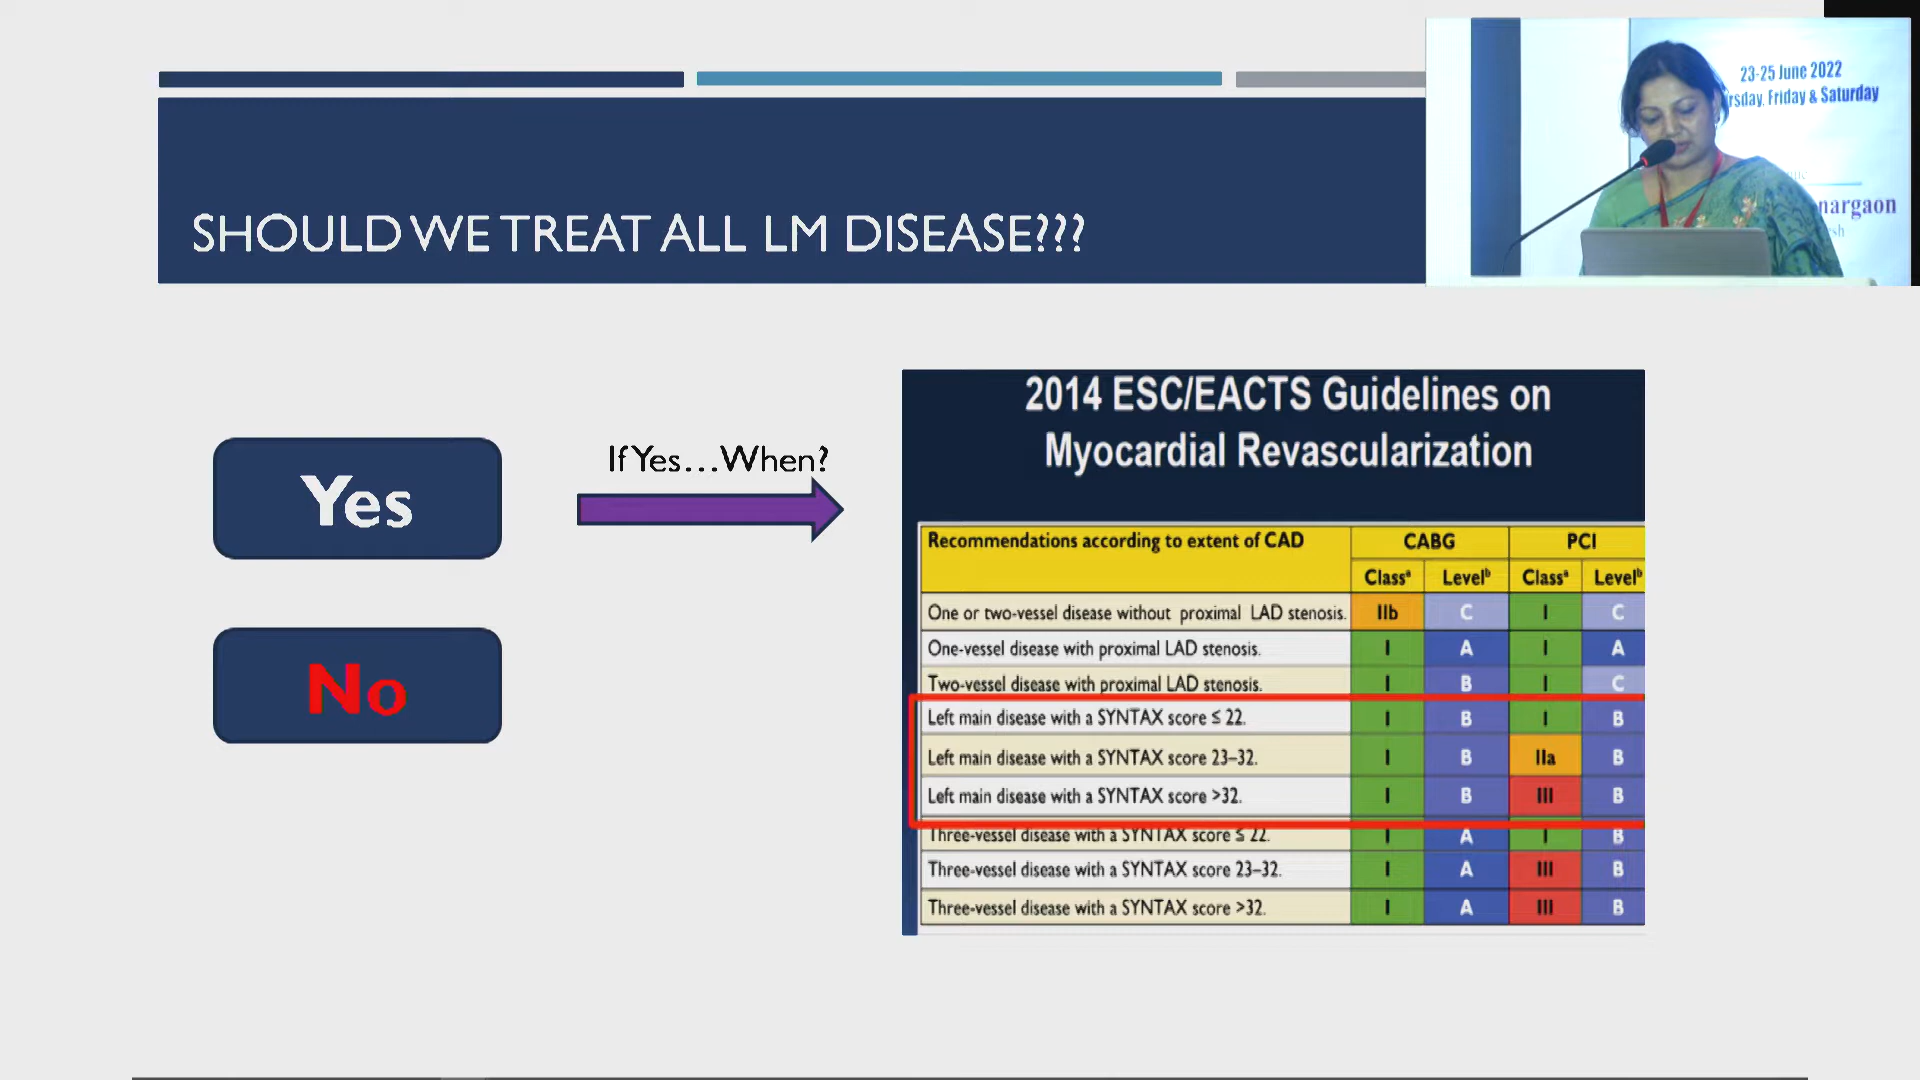 SHOULD WE TREAT ALL LM DISEASE???
23-25 June 2022
Friday & Saturday
Yes
If Yes...When?
No
2014 ESC/EACTS Guidelines on
Myocardial Revascularization
Recommendations according to extent of CAD CABG PCI
Classᵃ Levelᵇ Classᵃ Levelᵇ
One or two-vessel disease without proximal LAD stenosis. IIb C I C
One-vessel disease with proximal LAD stenosis. I A I A
Two-vessel disease with proximal LAD stenosis. I B I C
Left main disease with a SYNTAX score ≤ 22. I B I B
Left main disease with a SYNTAX score 23–32. I B IIa B
Left main disease with a SYNTAX score >32. I B III B
Three-vessel disease with a SYNTAX score ≤ 22. I A I B
Three-vessel disease with a SYNTAX score 23–32. I A III B
Three-vessel disease with a SYNTAX score >32. I A III B